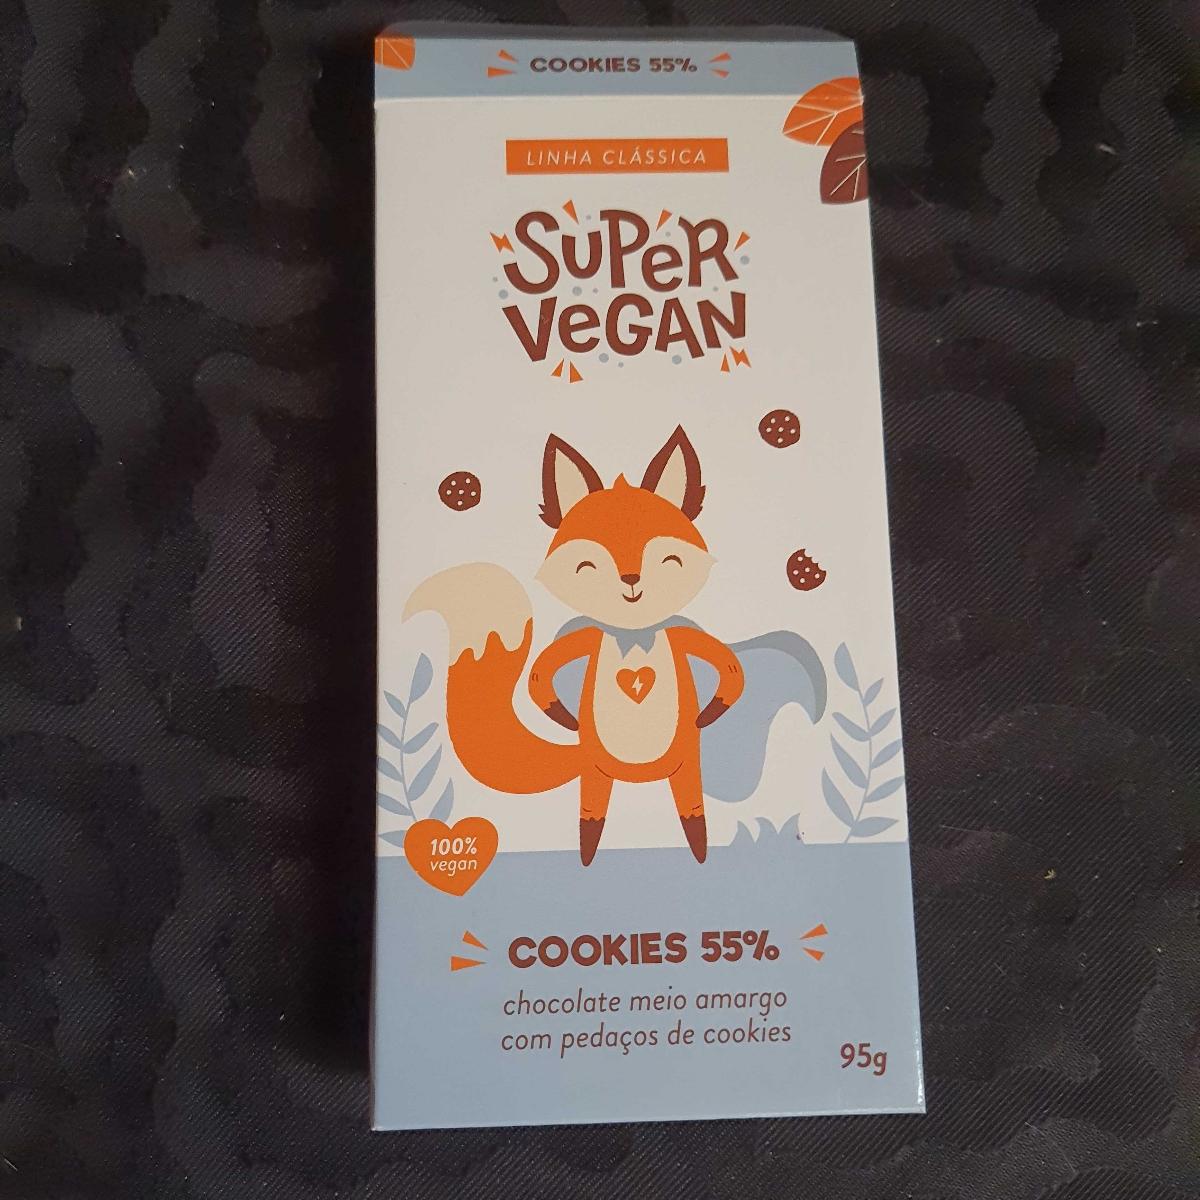 COOKIES 55%
LINHA CLÁSSICA
SUPeR
VeGAN
100%
vegan
COOKIES 55%
chocolate meio amargo
com pedaços de cookies
95g